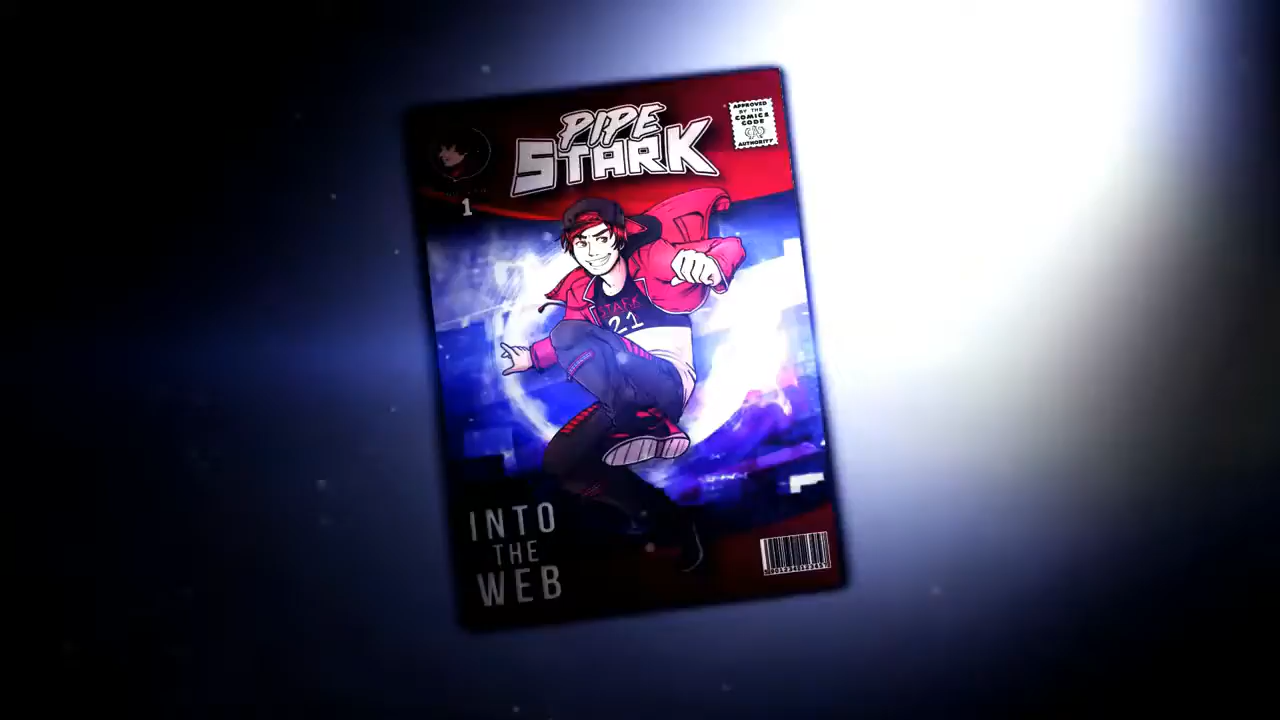 PIPE
STARK
APPROVED
BY THE
COMICS
CODE
AUTHORITY
1
STARK
21
INTO
THE
WEB